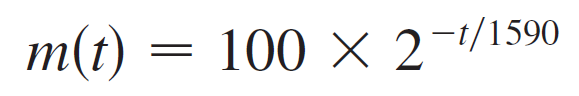 m(t) = 100 × 2^{−t/1590}